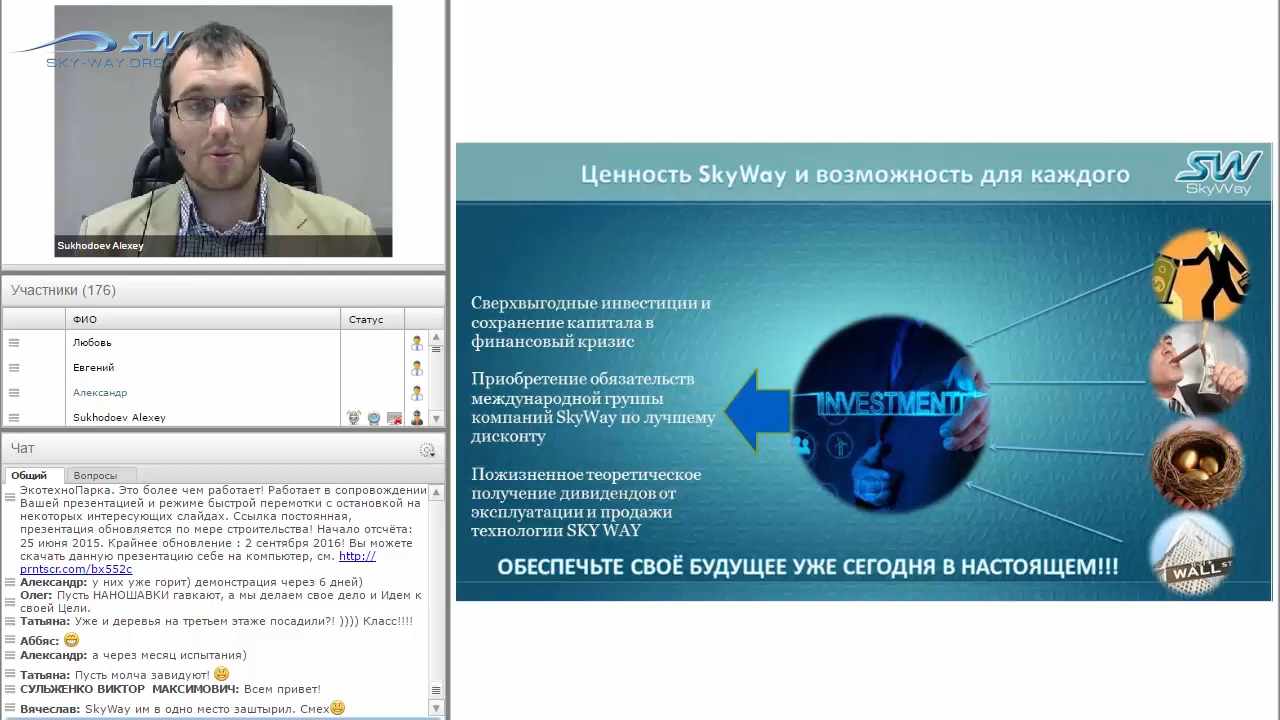 SW
SKY-WAY.ORG
Sukhodoev Alexey
Участники (176)
ФИО
Статус
Любовь
Евгений
Александр
Sukhodoev Alexey
Чат
Общий
Вопросы
ЭкотехноПарка. Это более чем работает! Работает в сопровождении
Вашей презентацией и режиме быстрой перемотки с остановкой на
некоторых интересующих слайдах. Ссылка постоянная,
презентация обновляется по мере строительства! Начало отсчёта:
25 июня 2015. Крайнее обновление : 2 сентября 2016! Вы можете
скачать данную презентацию себе на компьютер, см. http://
prntscr.com/bx552c
Александр: у них уже горит) демонстрация через 6 дней)
Олег: Пусть НАНОШАВКИ гавкают, а мы делаем свое дело и Идем к
своей Цели.
Татьяна: Уже и деревья на третьем этаже посадили?! )))) Класс!!!!
Аббяс:
Александр: а через месяц испытания)
Татьяна: Пусть молча завидуют!
СУЛЬЖЕНКО ВИКТОР МАКСИМОВИЧ: Всем привет!
Вячеслав: SkyWay им в одно место заштырил. Смех
Ценность SkyWay и возможность для каждого
SW
SkyWay
Сверхвыгодные инвестиции и
сохранение капитала в
финансовый кризис
Приобретение обязательств
международной группы
компаний SkyWay по лучшему
дисконту
Пожизненное теоретическое
получение дивидендов от
эксплуатации и продажи
технологии SKY WAY
INVESTMENT
WALL ST
ОБЕСПЕЧЬТЕ СВОЁ БУДУЩЕЕ УЖЕ СЕГОДНЯ В НАСТОЯЩЕМ!!!